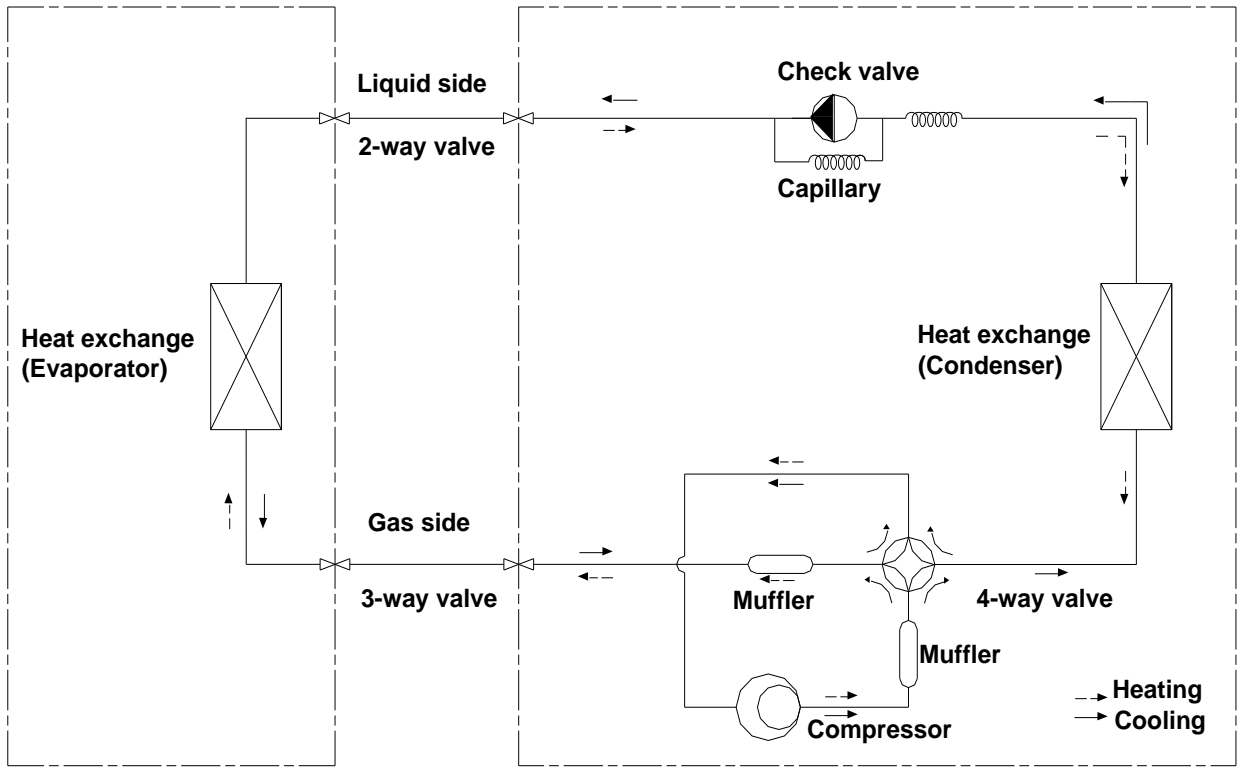 Check valve
Liquid side
2-way valve
Capillary
Heat exchange
(Evaporator)
Heat exchange
(Condenser)
Gas side
3-way valve
Muffler
4-way valve
Muffler
Compressor
Heating
Cooling